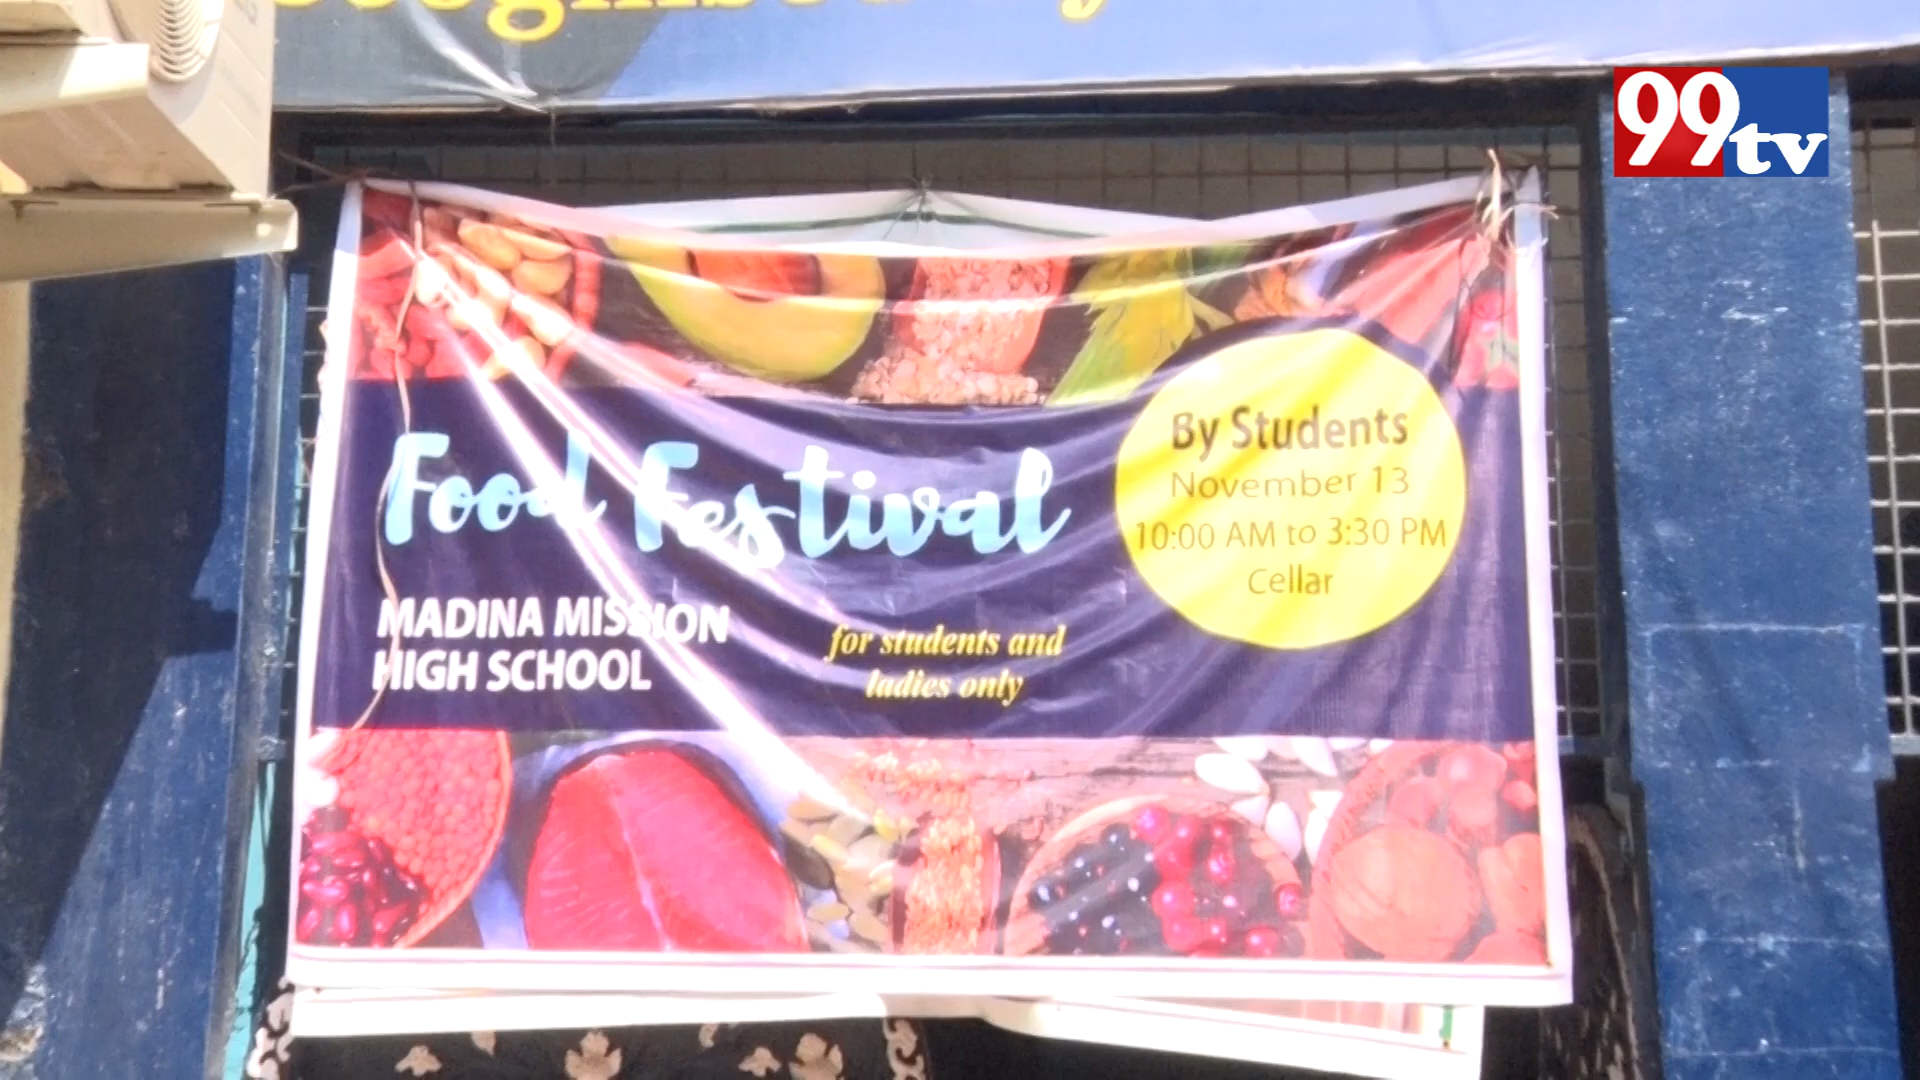 99tv
Food Festival
By Students
November 13
10:00 AM to 3:30 PM
Cellar
MADINA MISSION
HIGH SCHOOL
for students and
ladies only